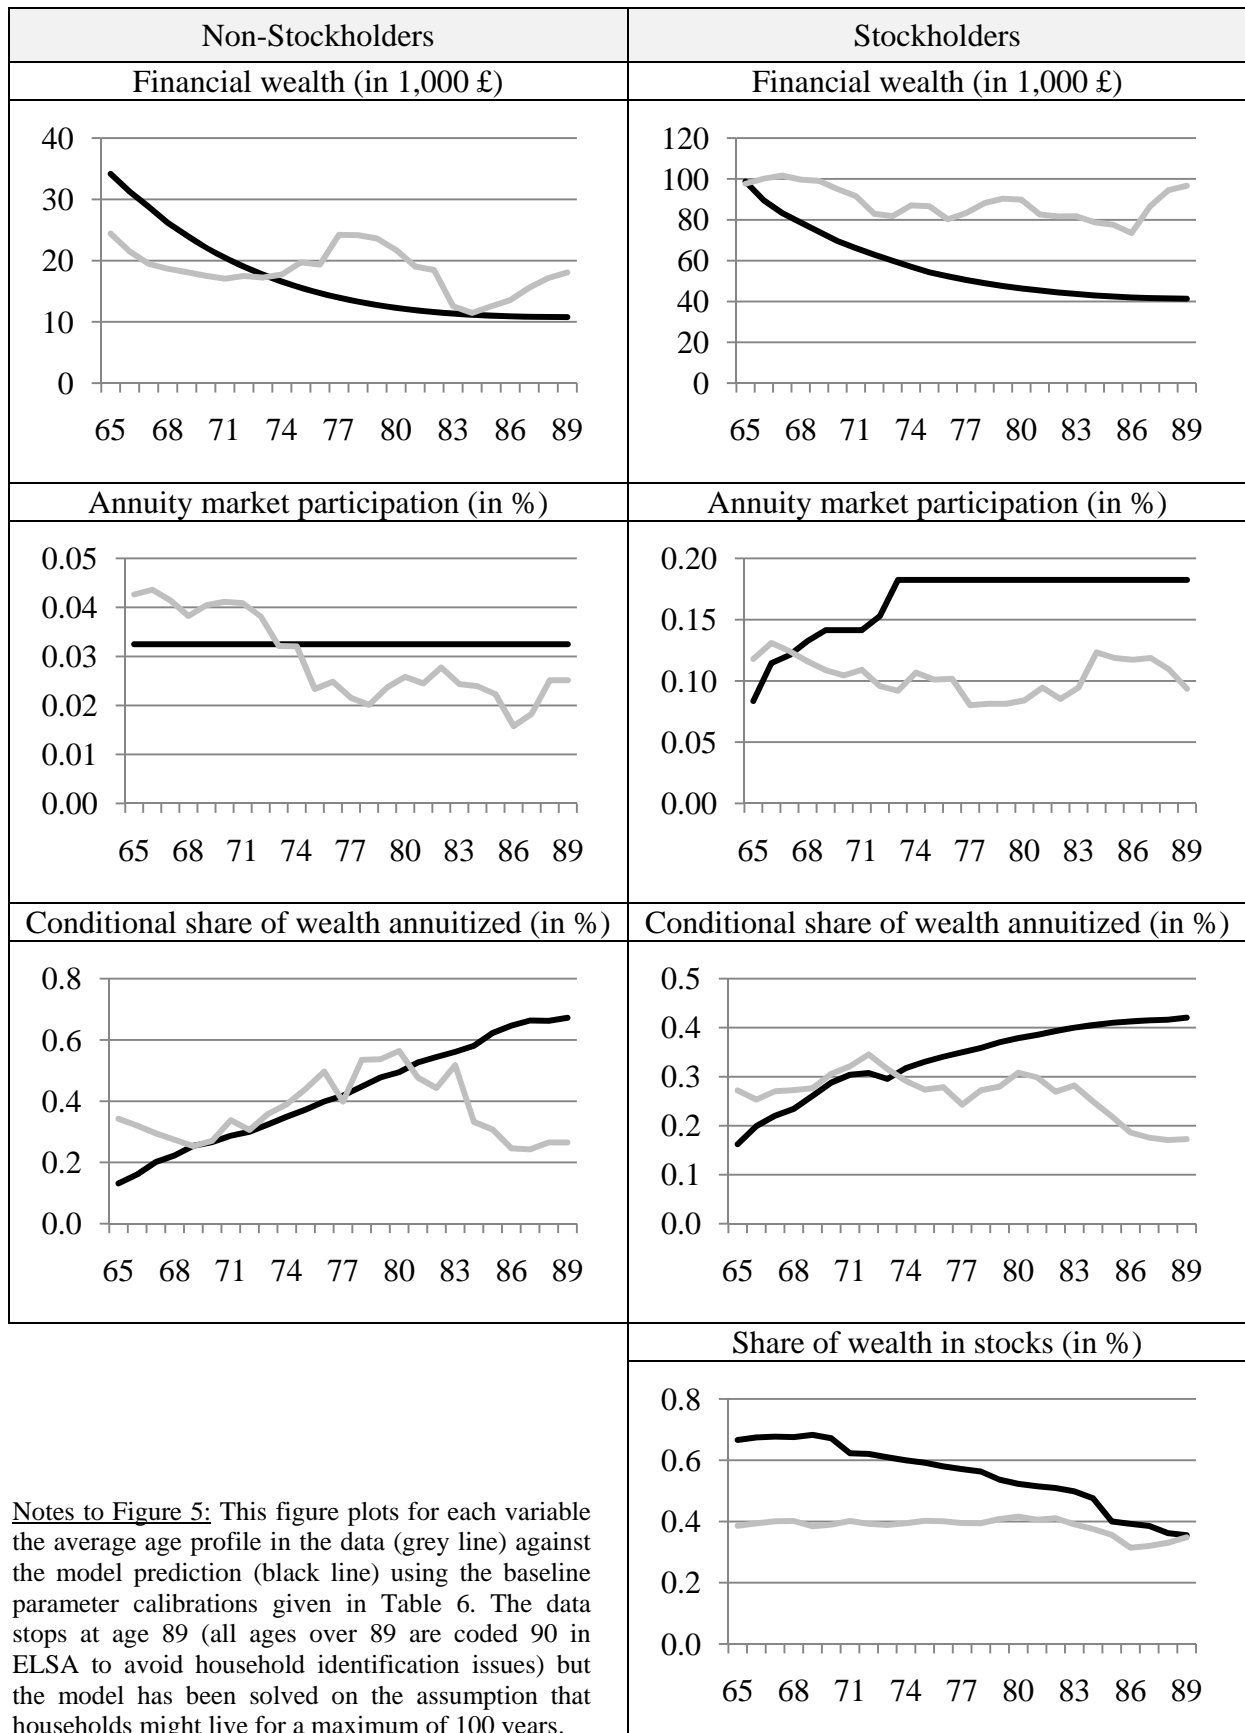 Non-Stockholders
Stockholders
Financial wealth (in 1,000 £)
Financial wealth (in 1,000 £)
40
30
20
10
0
65 68 71 74 77 80 83 86 89
120
100
80
60
40
20
0
65 68 71 74 77 80 83 86 89
Annuity market participation (in %)
Annuity market participation (in %)
0.05
0.04
0.03
0.02
0.01
0.00
65 68 71 74 77 80 83 86 89
0.20
0.15
0.10
0.05
0.00
65 68 71 74 77 80 83 86 89
Conditional share of wealth annuitized (in %)
Conditional share of wealth annuitized (in %)
0.8
0.6
0.4
0.2
0.0
65 68 71 74 77 80 83 86 89
0.5
0.4
0.3
0.2
0.1
0.0
65 68 71 74 77 80 83 86 89
Share of wealth in stocks (in %)
0.8
0.6
0.4
0.2
0.0
65 68 71 74 77 80 83 86 89
Notes to Figure 5: This figure plots for each variable
the average age profile in the data (grey line) against
the model prediction (black line) using the baseline
parameter calibrations given in Table 6. The data
stops at age 89 (all ages over 89 are coded 90 in
ELSA to avoid household identification issues) but
the model has been solved on the assumption that
households might live for a maximum of 100 years.